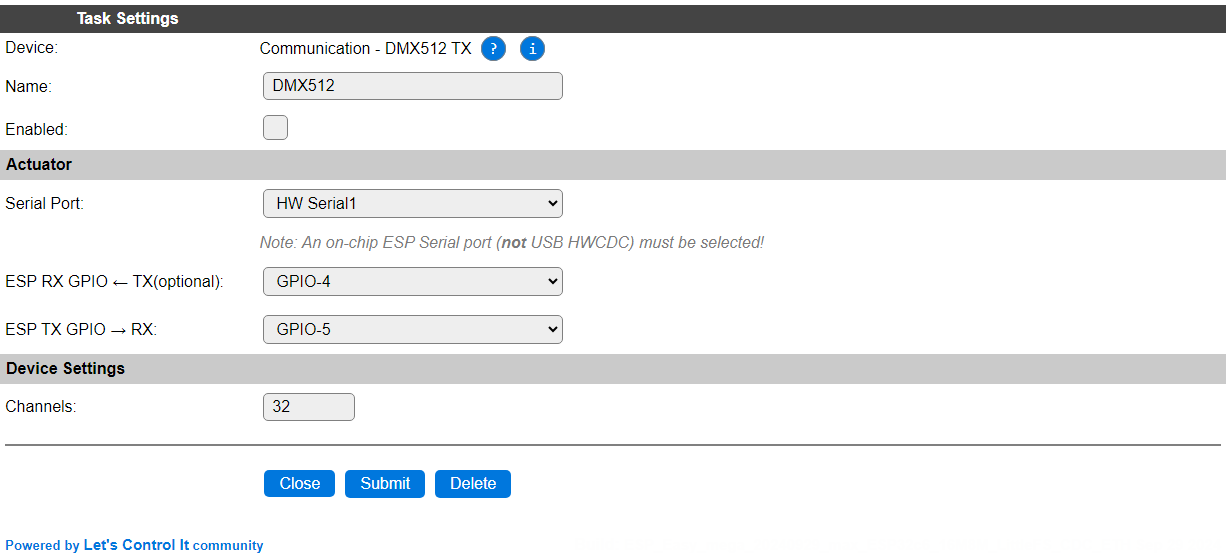 Task Settings
Device: Communication - DMX512 TX ? i
Name: DMX512
Enabled:
Actuator
Serial Port: HW Serial1
Note: An on-chip ESP Serial port (not USB HWCDC) must be selected!
ESP RX GPIO ← TX(optional): GPIO-4
ESP TX GPIO → RX: GPIO-5
Device Settings
Channels: 32
Close Submit Delete
Powered by Let's Control It community